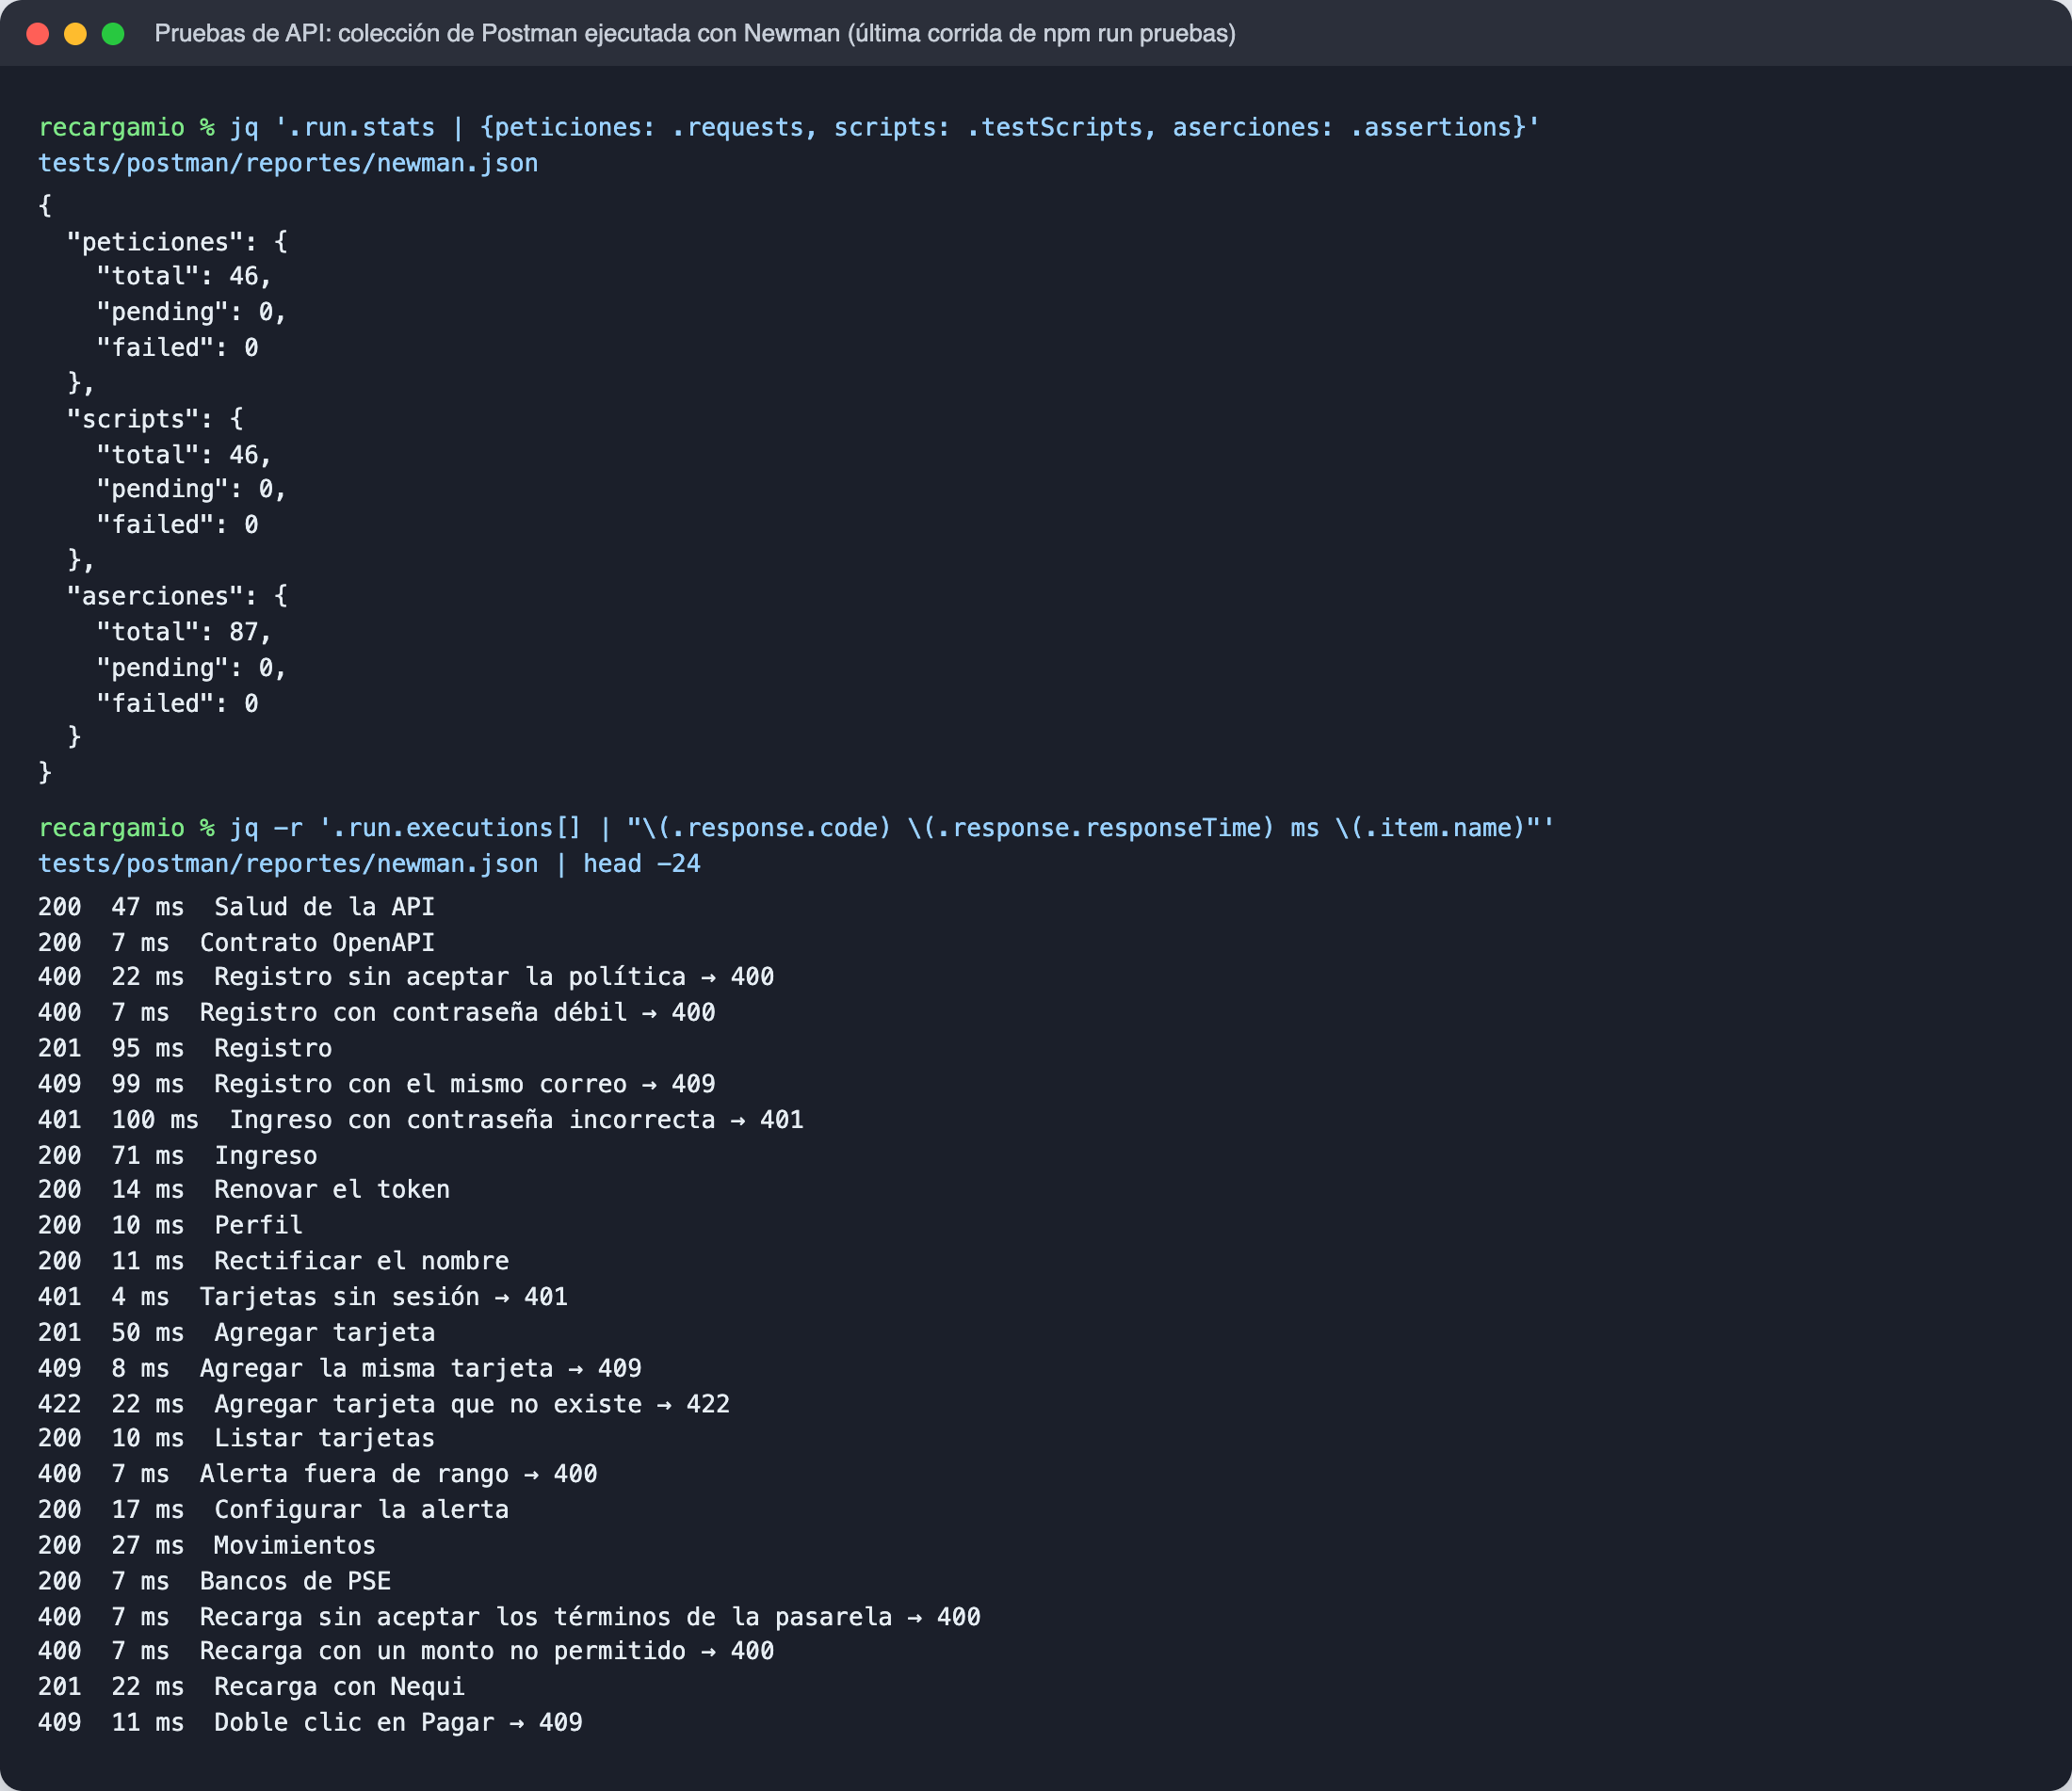 Pruebas de API: colección de Postman ejecutada con Newman (última corrida de npm run pruebas)
recargamio % jq '.run.stats | {peticiones: .requests, scripts: .testScripts, aserciones: .assertions}'
tests/postman/reportes/newman.json
{
  "peticiones": {
    "total": 46,
    "pending": 0,
    "failed": 0
  },
  "scripts": {
    "total": 46,
    "pending": 0,
    "failed": 0
  },
  "aserciones": {
    "total": 87,
    "pending": 0,
    "failed": 0
  }
}
recargamio % jq -r '.run.executions[] | "\(.response.code) \(.response.responseTime) ms \(.item.name)"'
tests/postman/reportes/newman.json | head -24
200  47 ms  Salud de la API
200  7 ms  Contrato OpenAPI
400  22 ms  Registro sin aceptar la política → 400
400  7 ms  Registro con contraseña débil → 400
201  95 ms  Registro
409  99 ms  Registro con el mismo correo → 409
401  100 ms  Ingreso con contraseña incorrecta → 401
200  71 ms  Ingreso
200  14 ms  Renovar el token
200  10 ms  Perfil
200  11 ms  Rectificar el nombre
401  4 ms  Tarjetas sin sesión → 401
201  50 ms  Agregar tarjeta
409  8 ms  Agregar la misma tarjeta → 409
422  22 ms  Agregar tarjeta que no existe → 422
200  10 ms  Listar tarjetas
400  7 ms  Alerta fuera de rango → 400
200  17 ms  Configurar la alerta
200  27 ms  Movimientos
200  7 ms  Bancos de PSE
400  7 ms  Recarga sin aceptar los términos de la pasarela → 400
400  7 ms  Recarga con un monto no permitido → 400
201  22 ms  Recarga con Nequi
409  11 ms  Doble clic en Pagar → 409